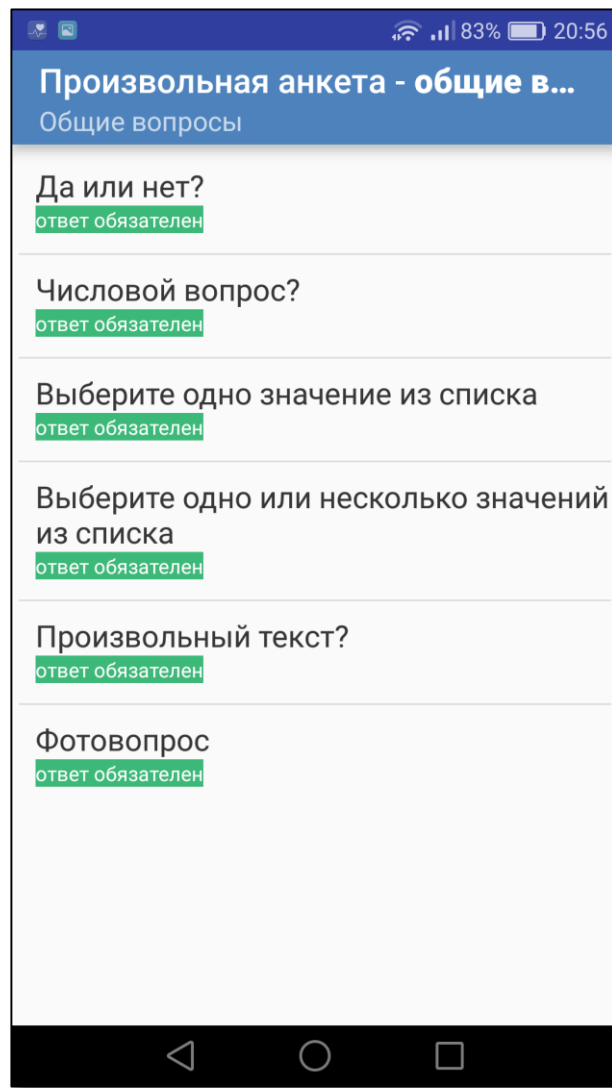 83% 20:56
Произвольная анкета - общие в...
Общие вопросы
Да или нет?
ответ обязателен
Числовой вопрос?
ответ обязателен
Выберите одно значение из списка
ответ обязателен
Выберите одно или несколько значений
из списка
ответ обязателен
Произвольный текст?
ответ обязателен
Фотовопрос
ответ обязателен